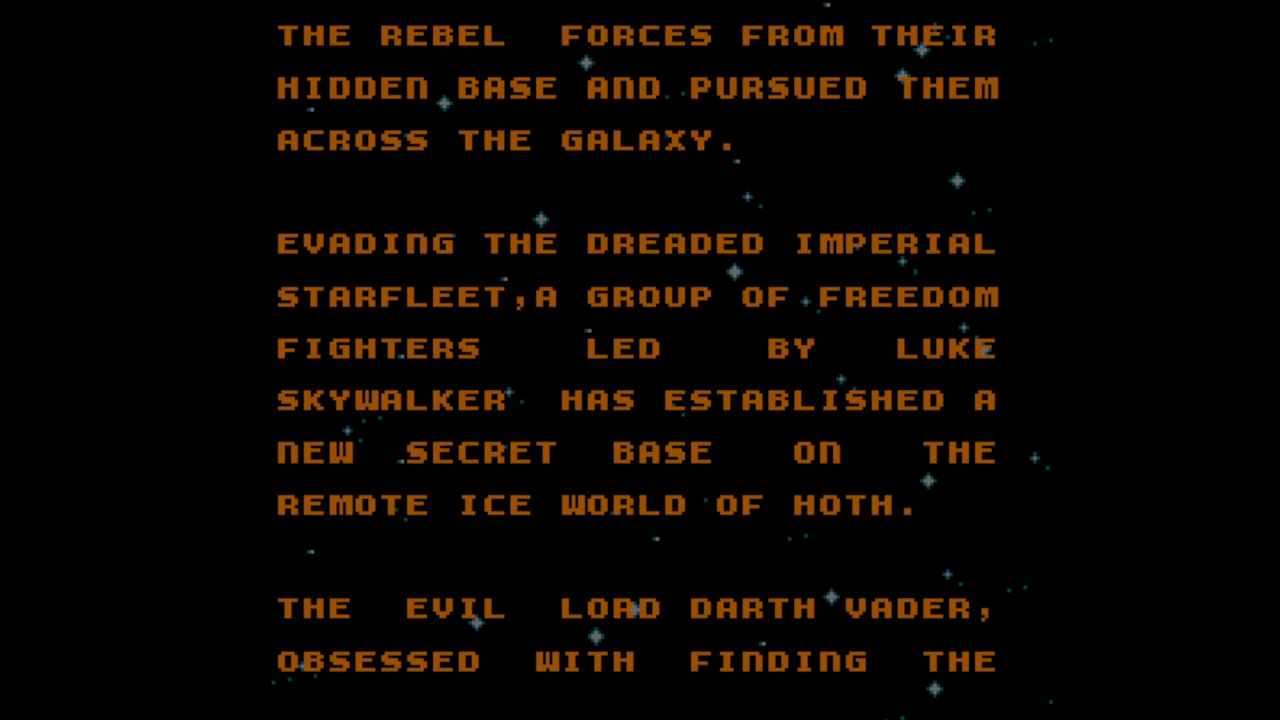 THE REBEL FORCES FROM THEIR
HIDDEN BASE AND PURSUED THEM
ACROSS THE GALAXY.
EVADING THE DREADED IMPERIAL
STARFLEET,A GROUP OF FREEDOM
FIGHTERS LED BY LUKE
SKYWALKER HAS ESTABLISHED A
NEW SECRET BASE ON THE
REMOTE ICE WORLD OF HOTH.
THE EVIL LORD DARTH VADER,
OBSESSED WITH FINDING THE